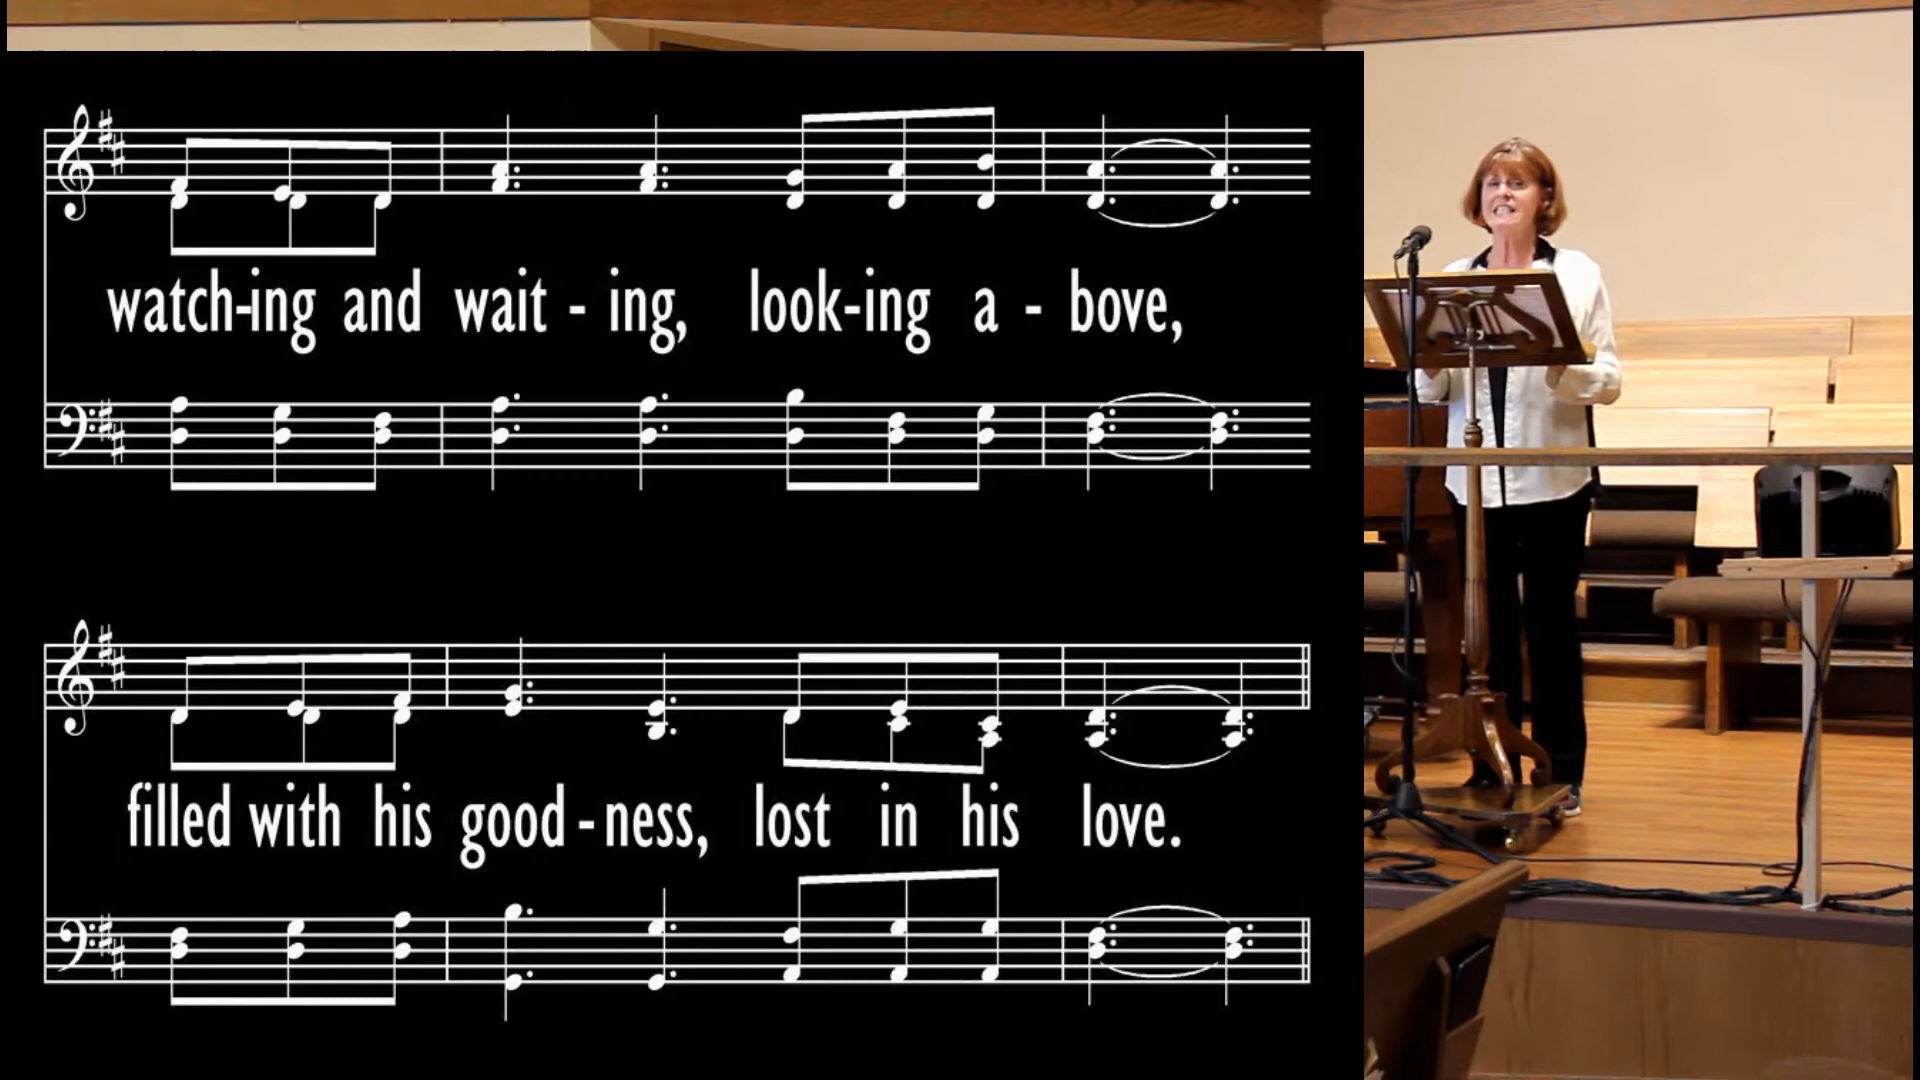 watch-ing and wait - ing, look-ing a - bove,
filled with his good - ness, lost in his love.